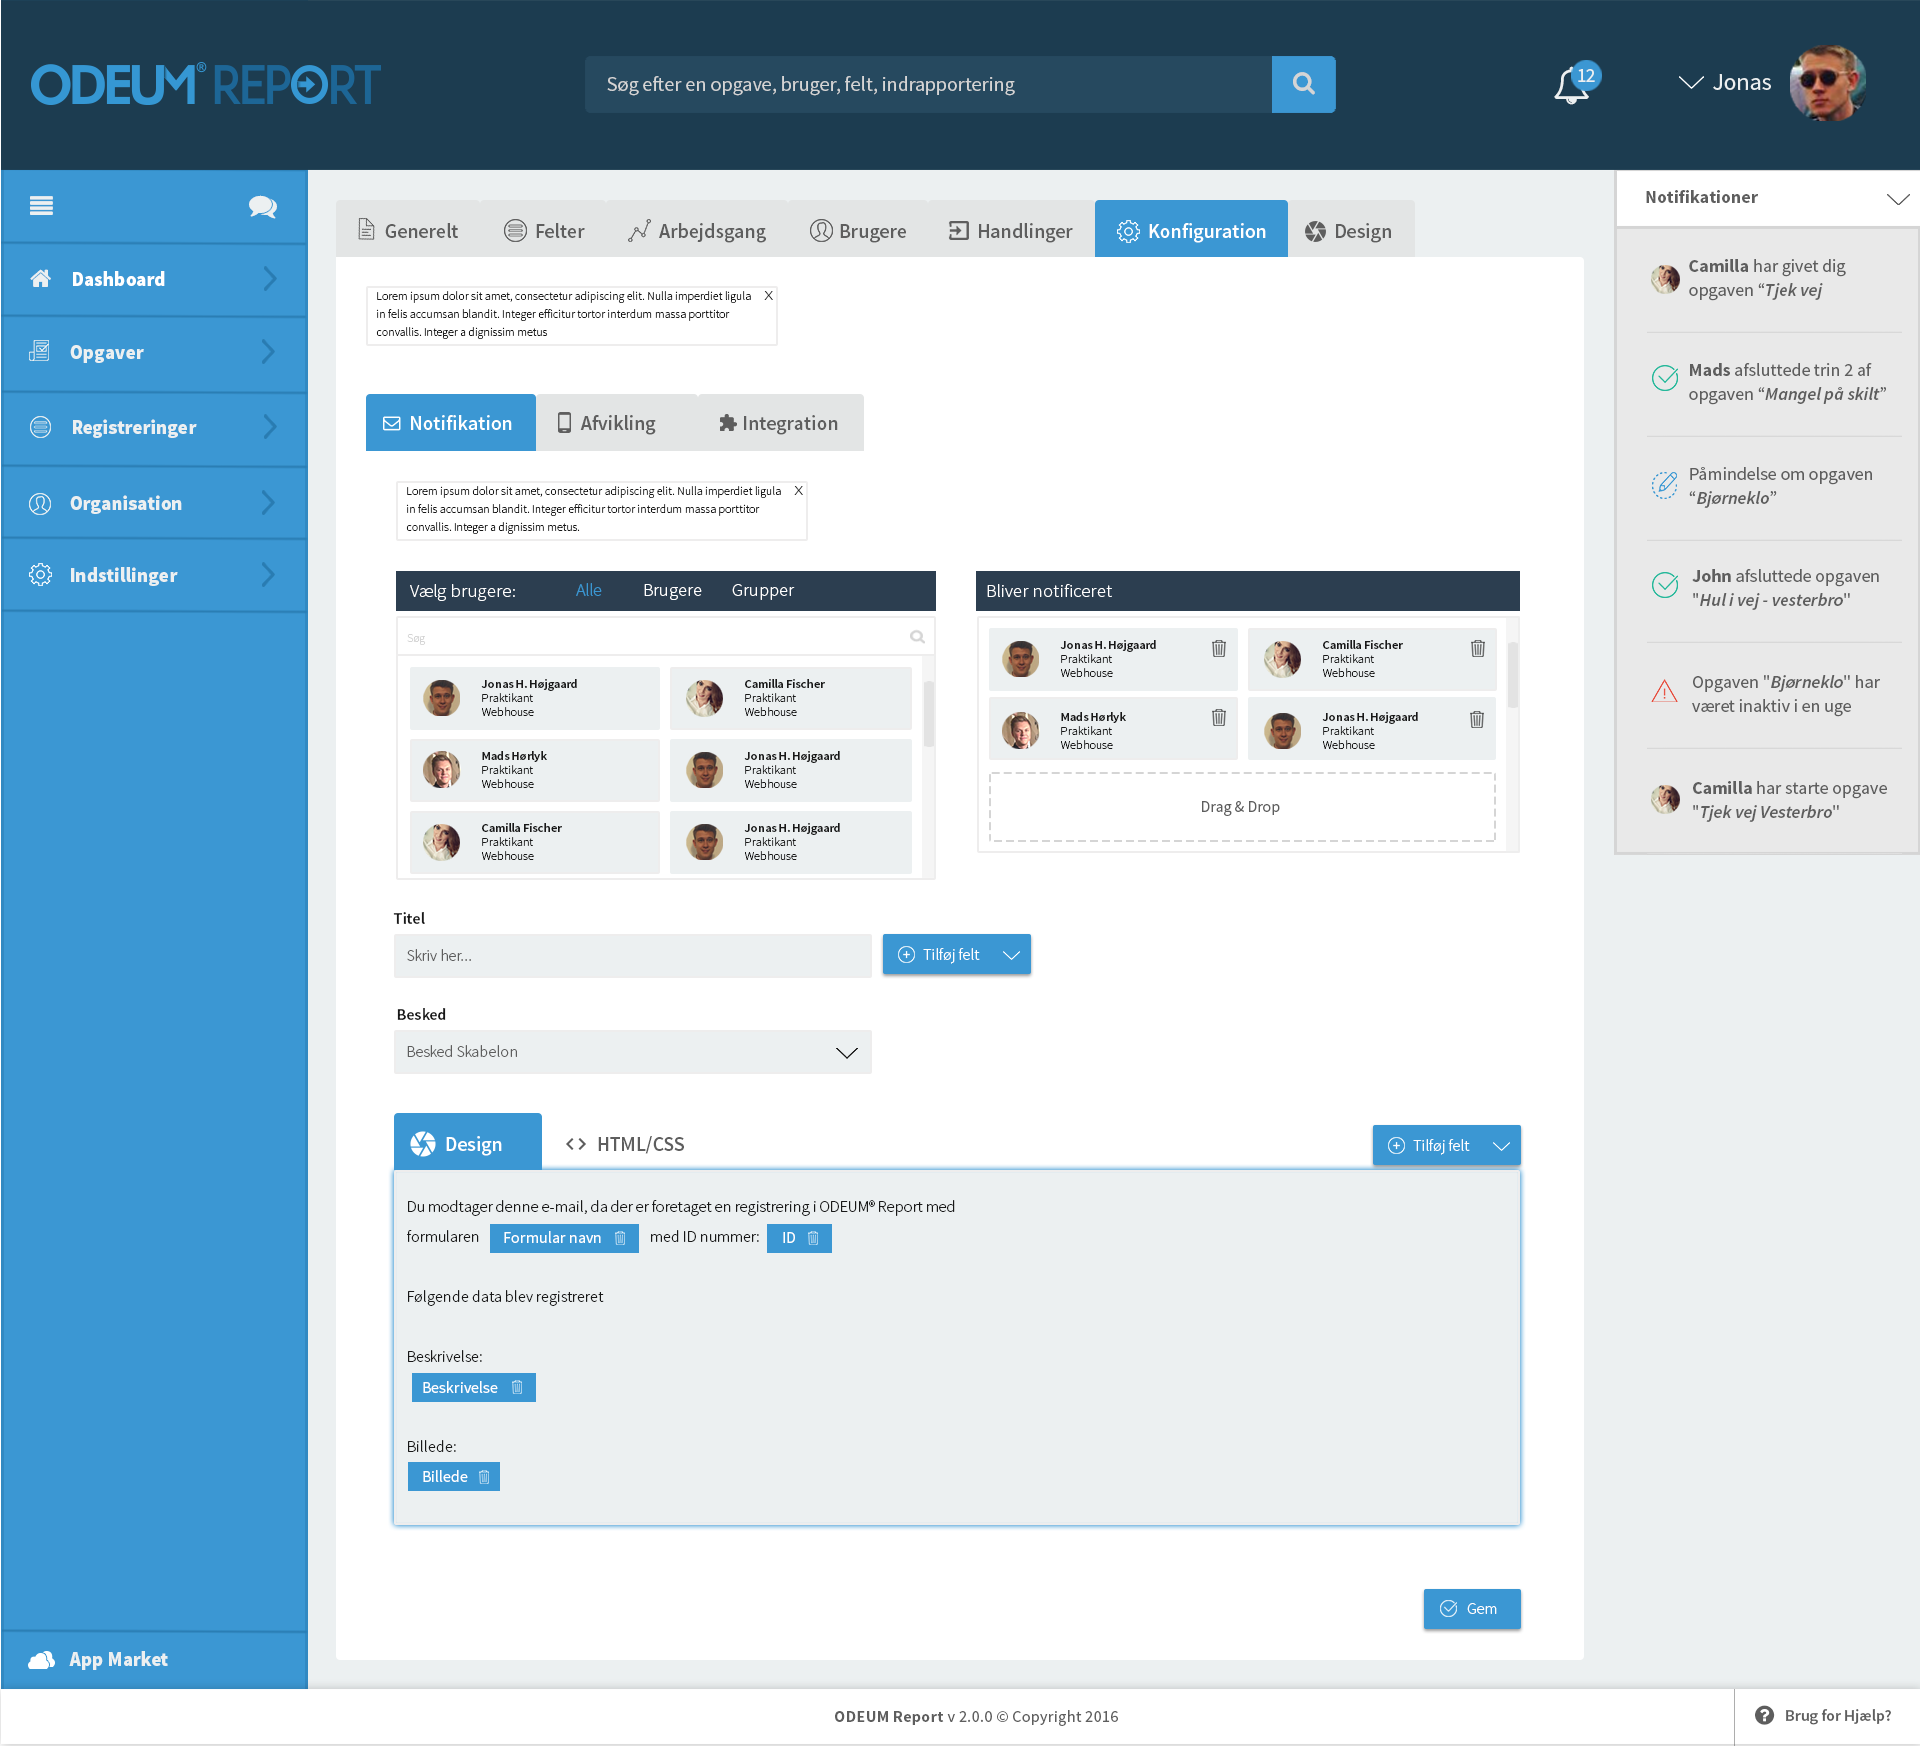 ODEUM® REPORT
Søg efter en opgave, bruger, felt, indrapportering
12
Jonas
Dashboard
Opgaver
Registreringer
Organisation
Indstillinger
App Market
Generelt
Felter
Arbejdsgang
Brugere
Handlinger
Konfiguration
Design
Lorem ipsum dolor sit amet, consectetur adipiscing elit. Nulla imperdiet ligula X
in felis accumsan blandit. Integer efficitur tortor interdum massa porttitor
convallis. Integer a dignissim metus
Notifikation
Afvikling
Integration
Lorem ipsum dolor sit amet, consectetur adipiscing elit. Nulla imperdiet ligula X
in felis accumsan blandit. Integer efficitur tortor interdum massa porttitor
convallis. Integer a dignissim metus.
Vælg brugere: Alle Brugere Grupper
Søg
Jonas H. Højgaard
Praktikant
Webhouse
Camilla Fischer
Praktikant
Webhouse
Mads Hørlyk
Praktikant
Webhouse
Jonas H. Højgaard
Praktikant
Webhouse
Camilla Fischer
Praktikant
Webhouse
Jonas H. Højgaard
Praktikant
Webhouse
Bliver notificeret
Jonas H. Højgaard
Praktikant
Webhouse
Camilla Fischer
Praktikant
Webhouse
Mads Hørlyk
Praktikant
Webhouse
Jonas H. Højgaard
Praktikant
Webhouse
Drag & Drop
Titel
Skriv her...
Tilføj felt
Besked
Besked Skabelon
Design
HTML/CSS
Tilføj felt
Du modtager denne e-mail, da der er foretaget en registrering i ODEUM® Report med
formularen Formular navn med ID nummer: ID
Følgende data blev registreret
Beskrivelse:
Beskrivelse
Billede:
Billede
Gem
Notifikationer
Camilla har givet dig
opgaven “Tjek vej
Mads afsluttede trin 2 af
opgaven “Mangel på skilt”
Påmindelse om opgaven
“Bjørneklo”
John afsluttede opgaven
"Hul i vej - vesterbro"
Opgaven "Bjørneklo" har
været inaktiv i en uge
Camilla har starte opgave
"Tjek vej Vesterbro"
ODEUM Report v 2.0.0 © Copyright 2016
Brug for Hjælp?